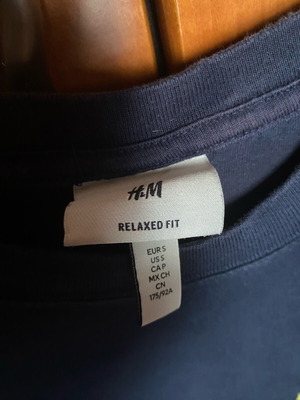 H&M
RELAXED FIT
EUR S
US S
CA P
MX CH
CN
175/92A